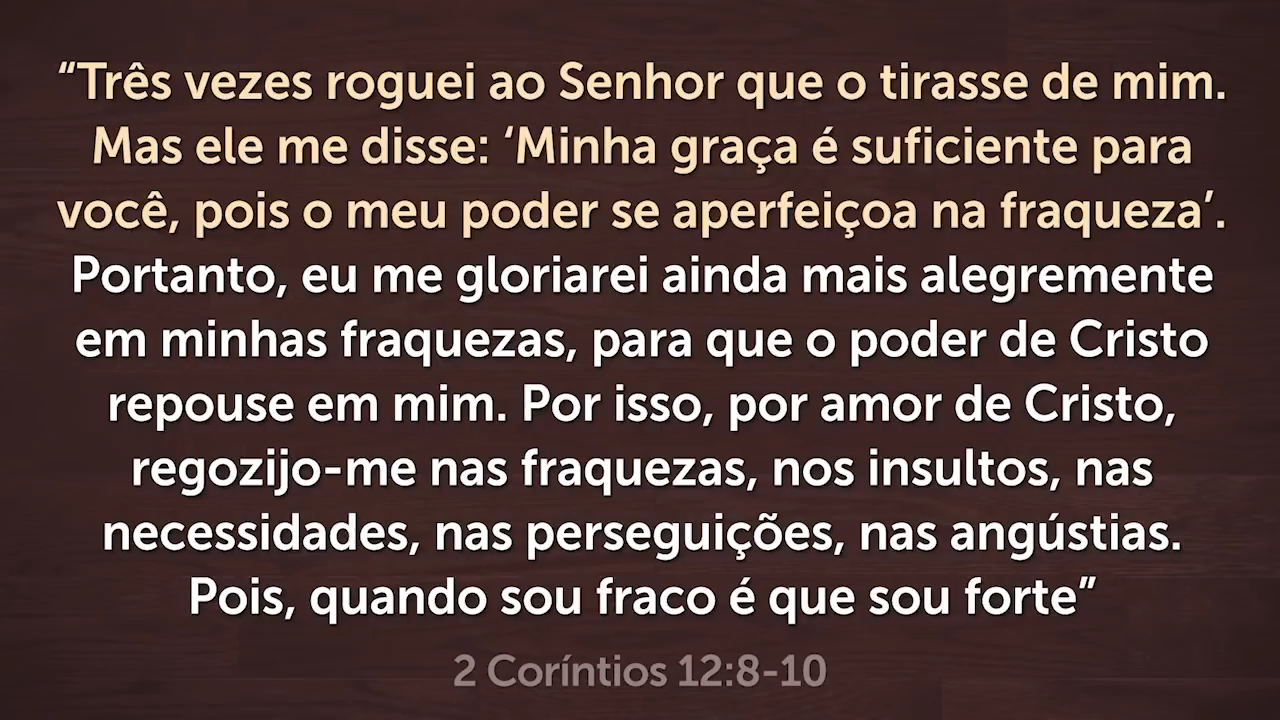 “Três vezes roguei ao Senhor que o tirasse de mim.
Mas ele me disse: ‘Minha graça é suficiente para
você, pois o meu poder se aperfeiçoa na fraqueza’.
Portanto, eu me gloriarei ainda mais alegremente
em minhas fraquezas, para que o poder de Cristo
repouse em mim. Por isso, por amor de Cristo,
regozijo-me nas fraquezas, nos insultos, nas
necessidades, nas perseguições, nas angústias.
Pois, quando sou fraco é que sou forte”
2 Coríntios 12:8-10